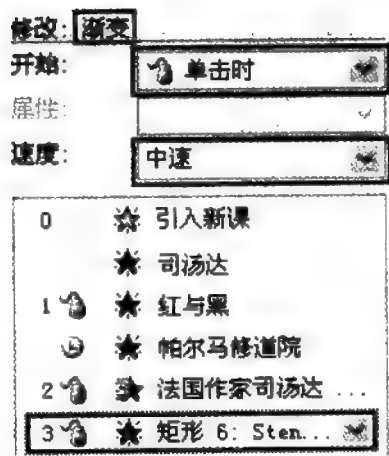 修改: 渐变
开始: 单击时
属性:
速度: 中速
0 引入新课
司汤达
1 红与黑
帕尔马修道院
2 法国作家司汤达 ...
3 矩形 6: Sten...